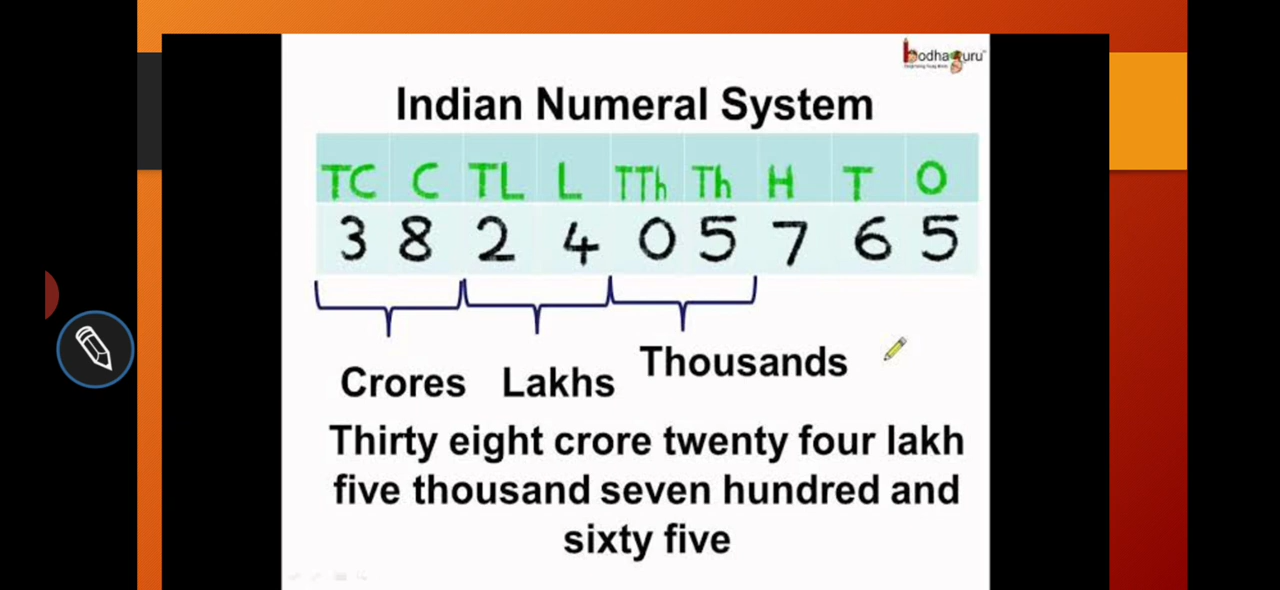 bodhaguru
Indian Numeral System
TC C TL L TTh Th H T O
3 8 2 4 0 5 7 6 5
Crores Lakhs Thousands
Thirty eight crore twenty four lakh
five thousand seven hundred and
sixty five